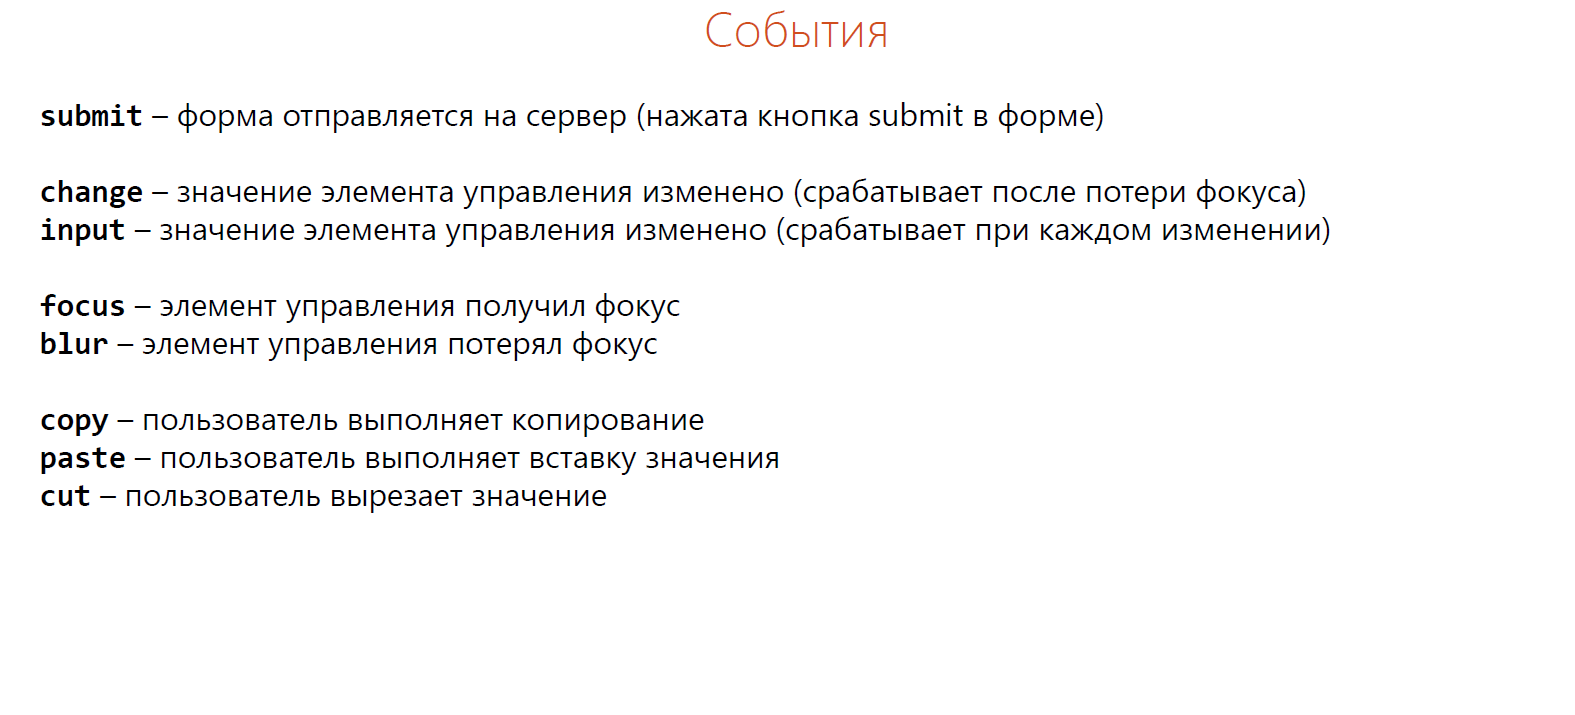 События
submit – форма отправляется на сервер (нажата кнопка submit в форме)
change – значение элемента управления изменено (срабатывает после потери фокуса)
input – значение элемента управления изменено (срабатывает при каждом изменении)
focus – элемент управления получил фокус
blur – элемент управления потерял фокус
copy – пользователь выполняет копирование
paste – пользователь выполняет вставку значения
cut – пользователь вырезает значение